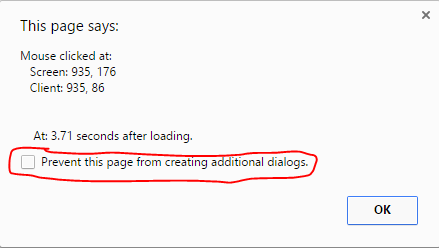 This page says:
Mouse clicked at:
Screen: 935, 176
Client: 935, 86
At: 3.71 seconds after loading.
Prevent this page from creating additional dialogs.
OK